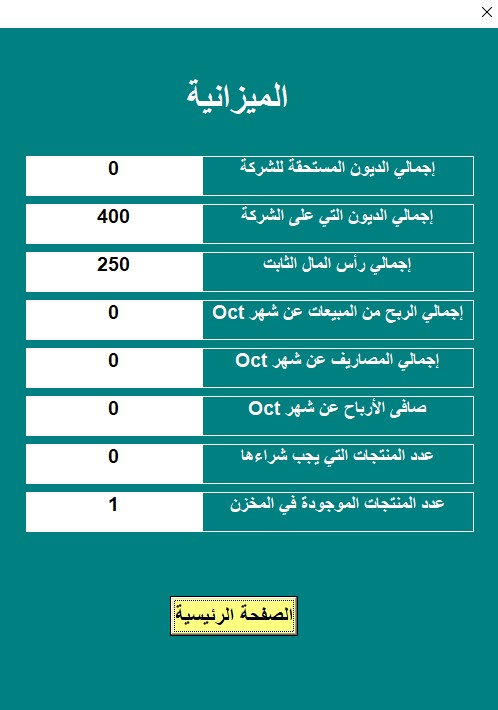 الميزانية
إجمالي الديون المستحقة للشركة 0
إجمالي الديون التي على الشركة 400
إجمالي رأس المال الثابت 250
إجمالي الربح من المبيعات عن شهر Oct 0
إجمالي المصاريف عن شهر Oct 0
صافى الأرباح عن شهر Oct 0
عدد المنتجات التي يجب شراءها 0
عدد المنتجات الموجودة في المخزن 1
الصفحة الرئيسية